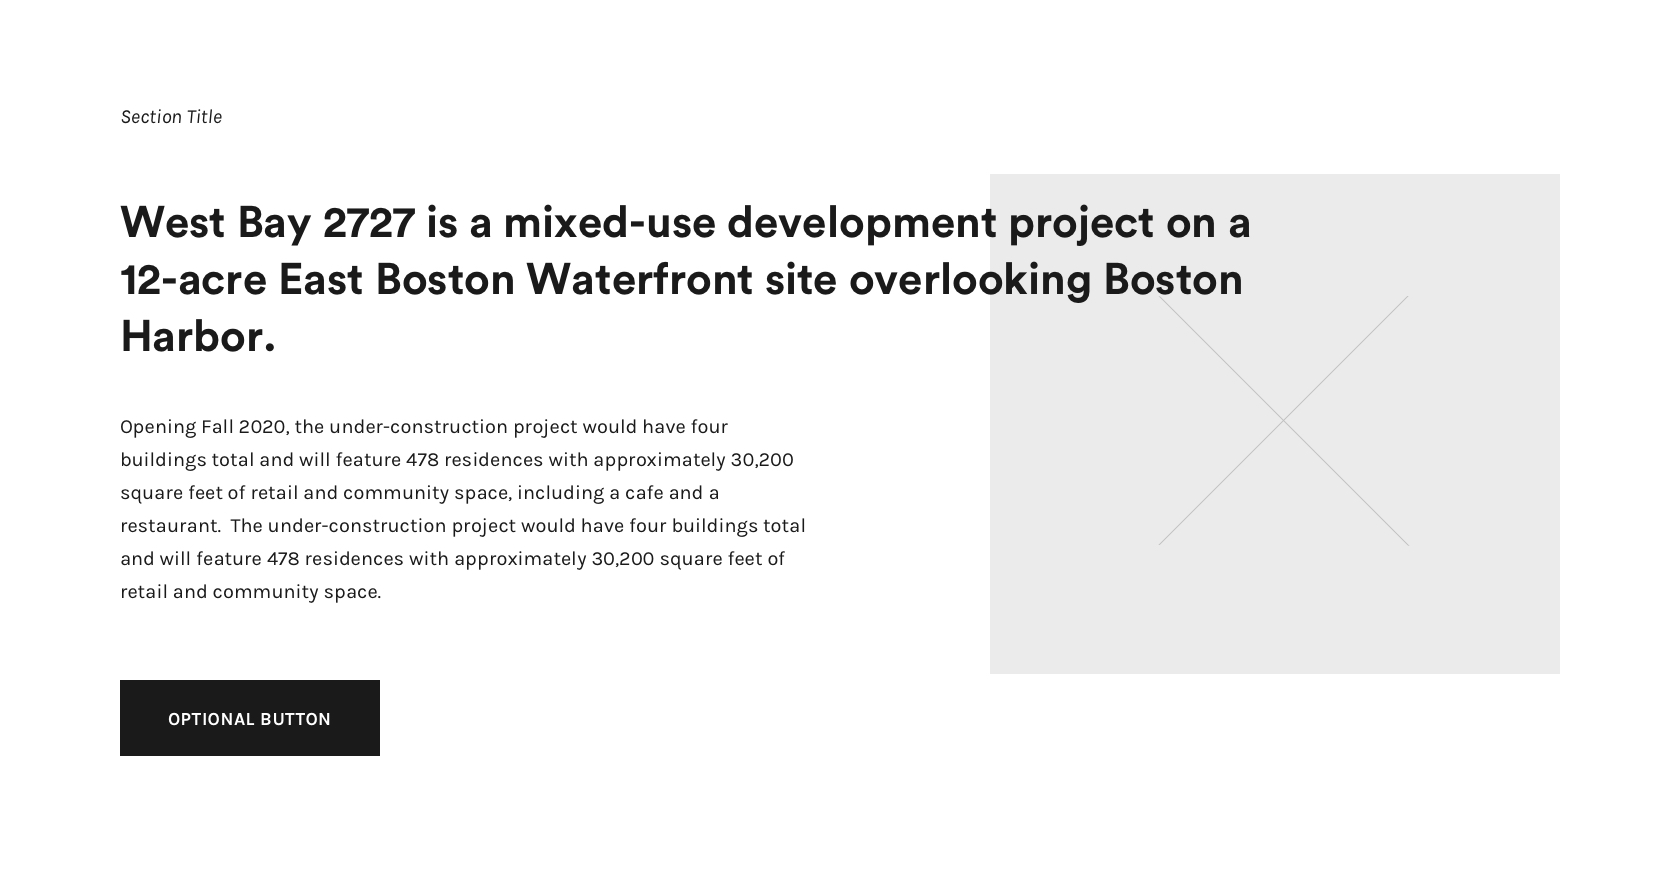 Section Title
West Bay 2727 is a mixed-use development project on a
12-acre East Boston Waterfront site overlooking Boston
Harbor.
Opening Fall 2020, the under-construction project would have four
buildings total and will feature 478 residences with approximately 30,200
square feet of retail and community space, including a cafe and a
restaurant.  The under-construction project would have four buildings total
and will feature 478 residences with approximately 30,200 square feet of
retail and community space.
OPTIONAL BUTTON